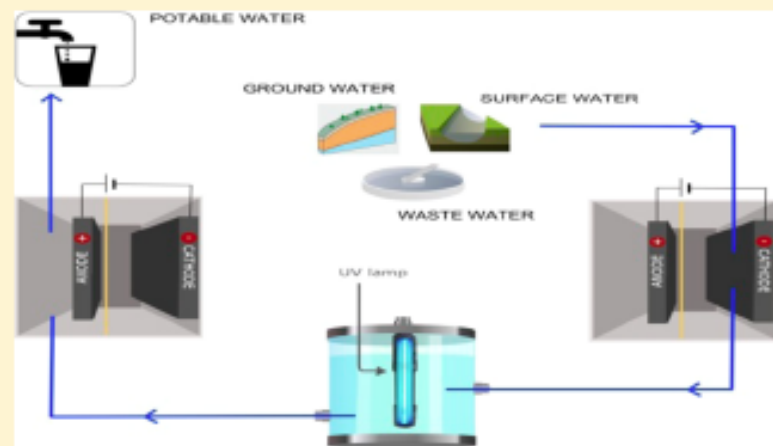 POTABLE WATER
GROUND WATER
SURFACE WATER
WASTE WATER
+
ANODE
-
CATHODE
+
ANODE
-
CATHODE
UV lamp